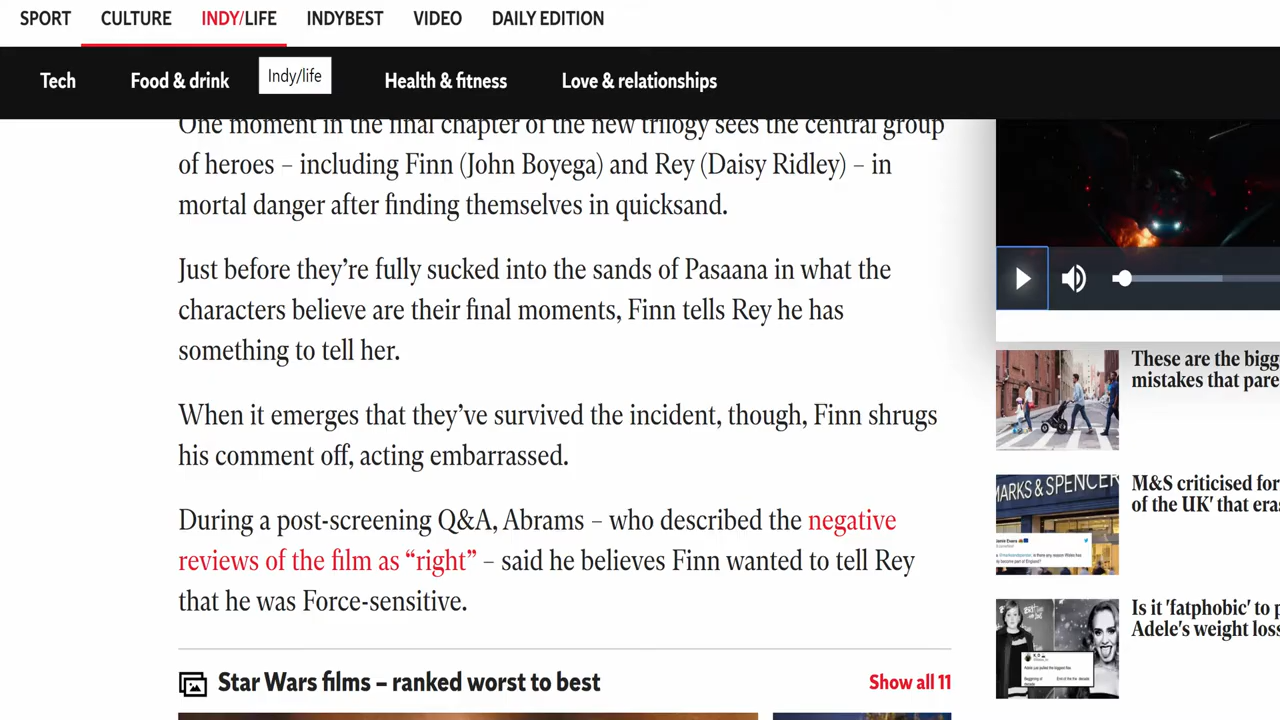 SPORT CULTURE INDY/LIFE INDYBEST VIDEO DAILY EDITION
Tech Food & drink Indy/life Health & fitness Love & relationships
One moment in the final chapter of the new trilogy sees the central group
of heroes – including Finn (John Boyega) and Rey (Daisy Ridley) – in
mortal danger after finding themselves in quicksand.
Just before they’re fully sucked into the sands of Pasaana in what the
characters believe are their final moments, Finn tells Rey he has
something to tell her.
When it emerges that they’ve survived the incident, though, Finn shrugs
his comment off, acting embarrassed.
During a post-screening Q&A, Abrams – who described the negative
reviews of the film as “right” – said he believes Finn wanted to tell Rey
that he was Force-sensitive.
Star Wars films – ranked worst to best
Show all 11
These are the bigg
mistakes that pare
MARKS & SPENCER
M&S criticised for
of the UK' that eras
Is it 'fatphobic' to p
Adele's weight loss